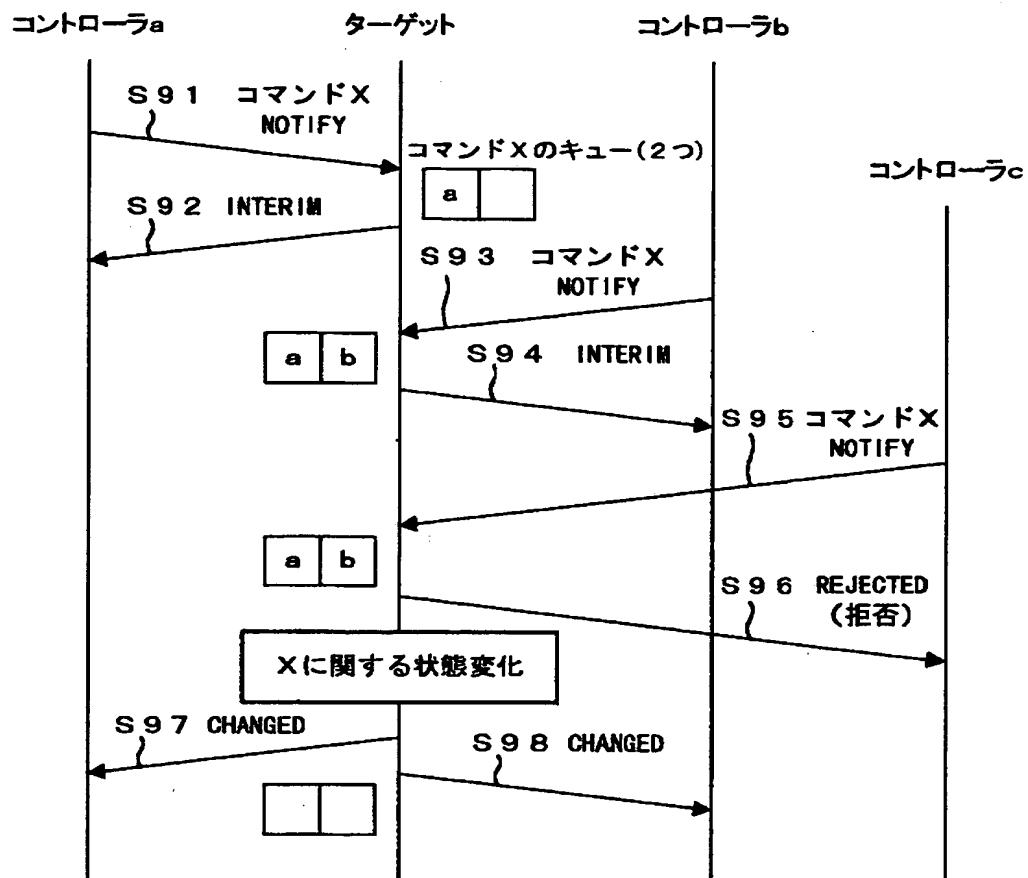 コントローラa
ターゲット
コントローラb
S91 コマンドX
NOTIFY
コマンドXのキュー(2つ)
コントローラc
a
S92 INTERIM
S93 コマンドX
NOTIFY
a b
S94 INTERIM
S95 コマンドX
NOTIFY
a b
S96 REJECTED
(拒否)
Xに関する状態変化
S97 CHANGED
S98 CHANGED